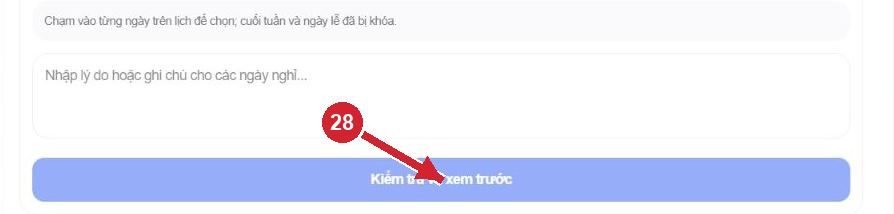 Chạm vào từng ngày trên lịch để chọn; cuối tuần và ngày lễ đã bị khóa.
Nhập lý do hoặc ghi chú cho các ngày nghỉ...
28
Kiểm tra xem trước